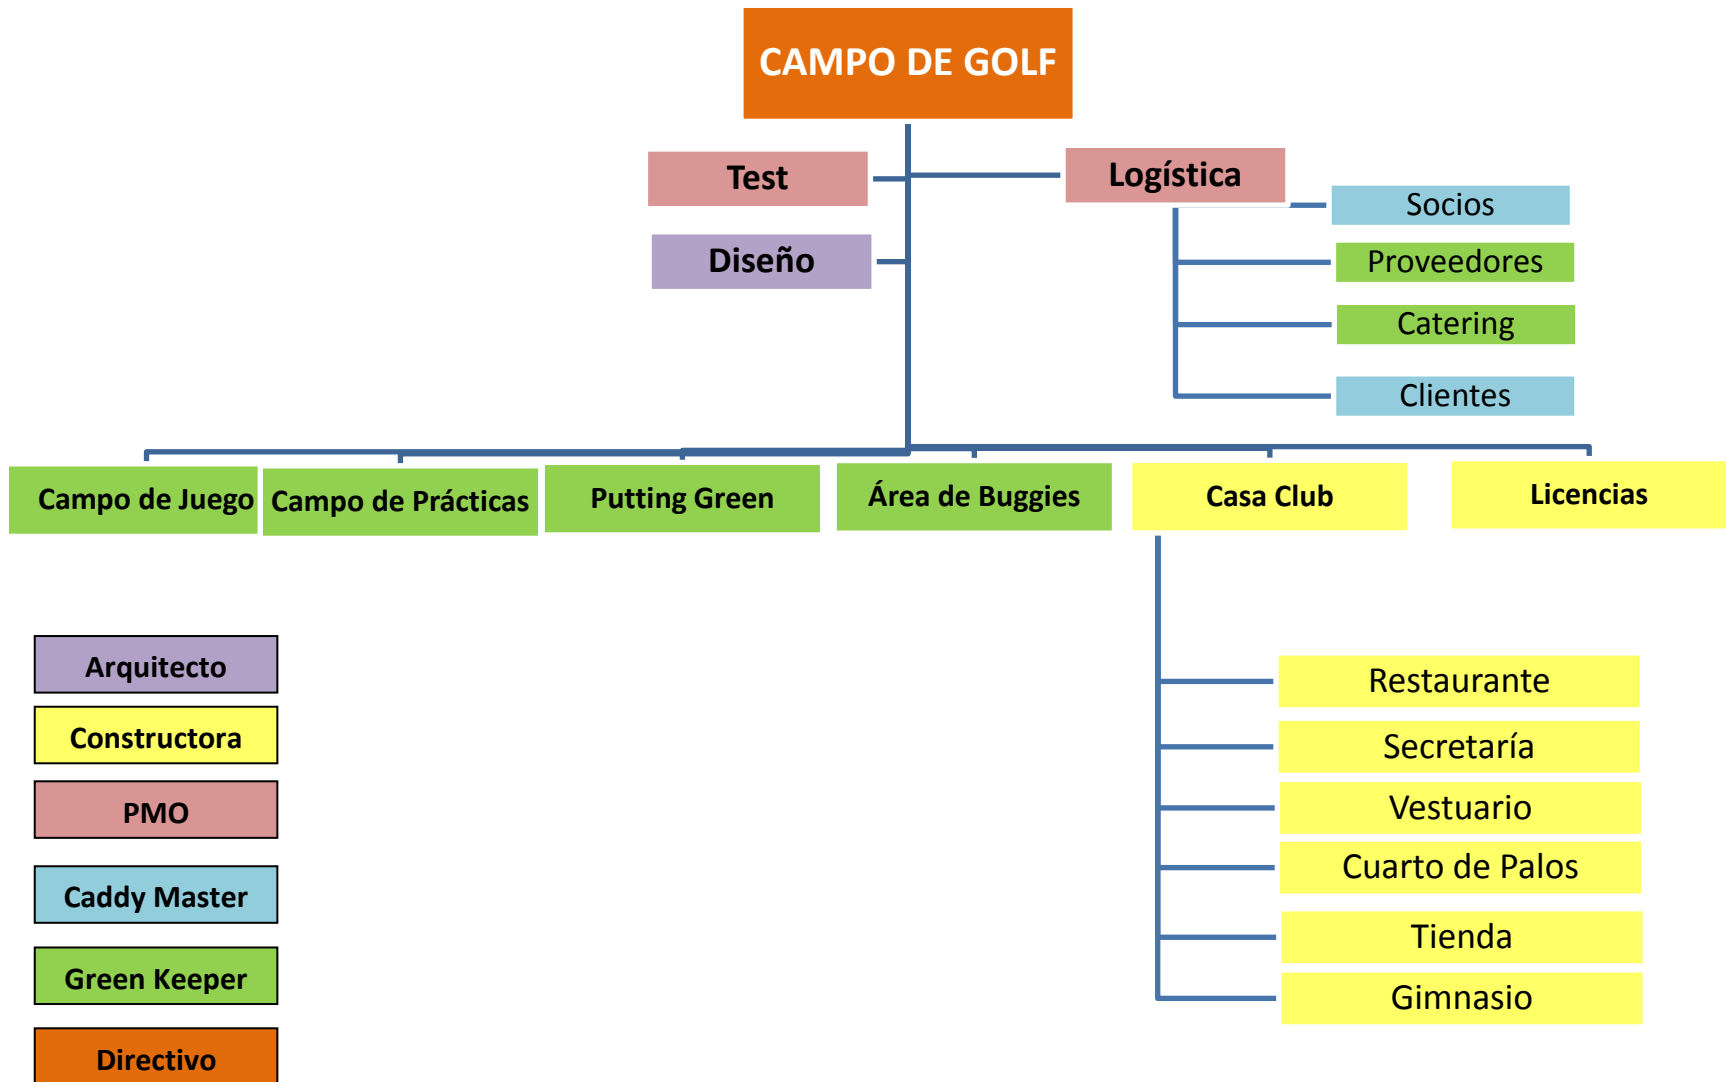 CAMPO DE GOLF
Test
Logística
Socios
Diseño
Proveedores
Catering
Clientes
Campo de Juego
Campo de Prácticas
Putting Green
Área de Buggies
Casa Club
Licencias
Arquitecto
Constructora
PMO
Caddy Master
Green Keeper
Directivo
Restaurante
Secretaría
Vestuario
Cuarto de Palos
Tienda
Gimnasio